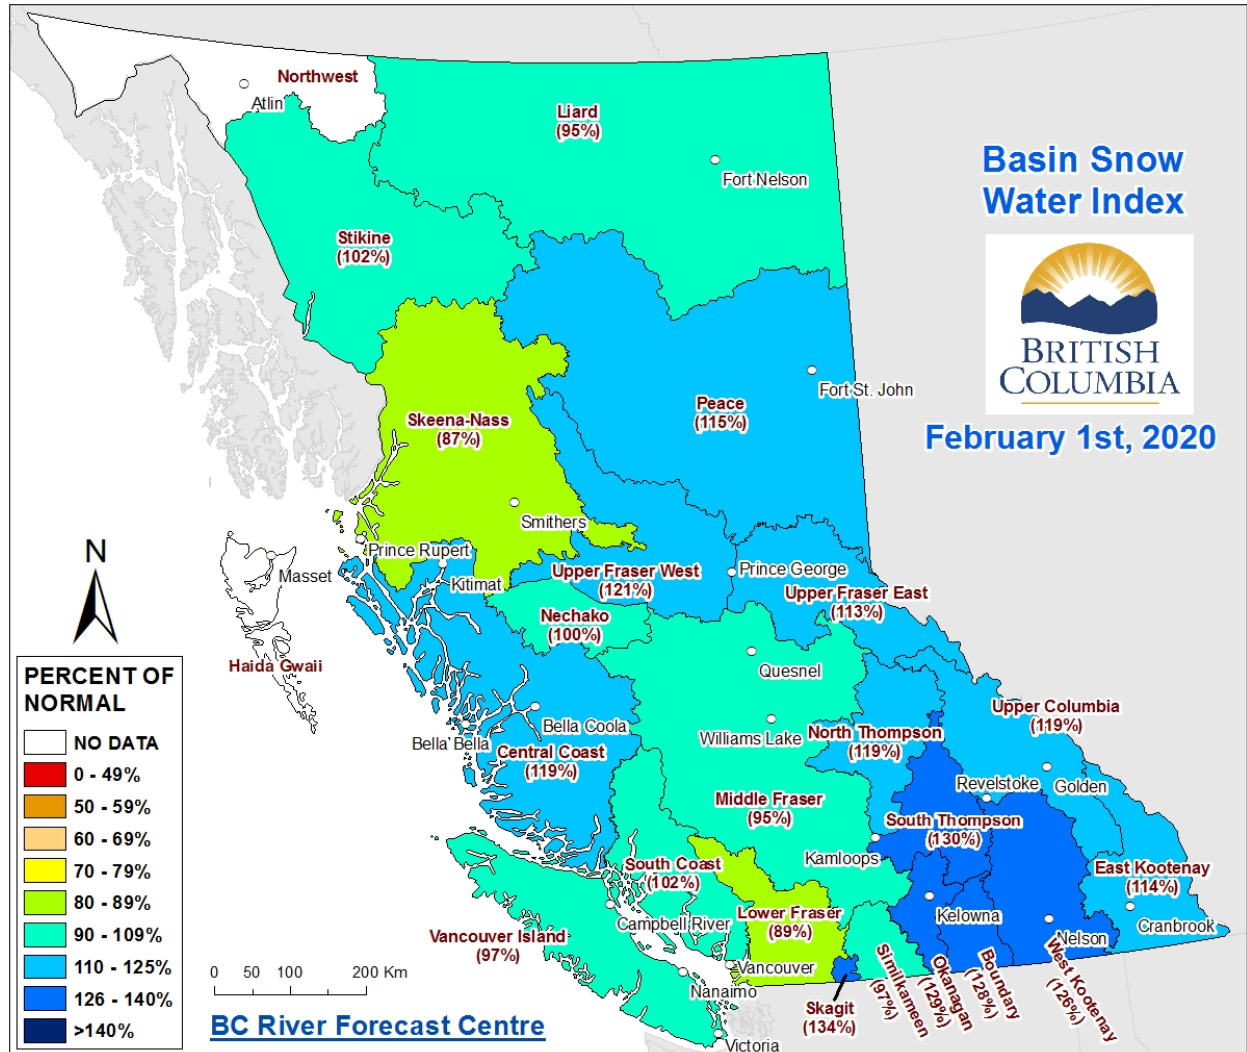 Northwest
Atlin
Liard
(95%)
Fort Nelson
Basin Snow
Water Index
BRITISH
COLUMBIA
February 1st, 2020
Stikine
(102%)
Fort St. John
Peace
(115%)
Skeena-Nass
(87%)
Smithers
Prince Rupert
Kitimat
Masset
Haida Gwaii
N
Upper Fraser West
(121%)
Prince George
Upper Fraser East
(113%)
Nechako
(100%)
Quesnel
Bella Coola
Bella Bella
Central Coast
(119%)
Williams Lake
North Thompson
(119%)
Upper Columbia
(119%)
Revelstoke
Golden
Middle Fraser
(95%)
South Thompson
(130%)
Kamloops
East Kootenay
(114%)
Cranbrook
South Coast
(102%)
Campbell River
Lower Fraser
(89%)
Kelowna
Nelson
Vancouver Island
(97%)
Vancouver
Nanaimo
Victoria
Skagit
(134%)
Similkameen
(97%)
Okanagan
(129%)
Boundary
(128%)
West Kootenay
(126%)
PERCENT OF
NORMAL
NO DATA
0 - 49%
50 - 59%
60 - 69%
70 - 79%
80 - 89%
90 - 109%
110 - 125%
126 - 140%
>140%
0 50 100 200 Km
BC River Forecast Centre